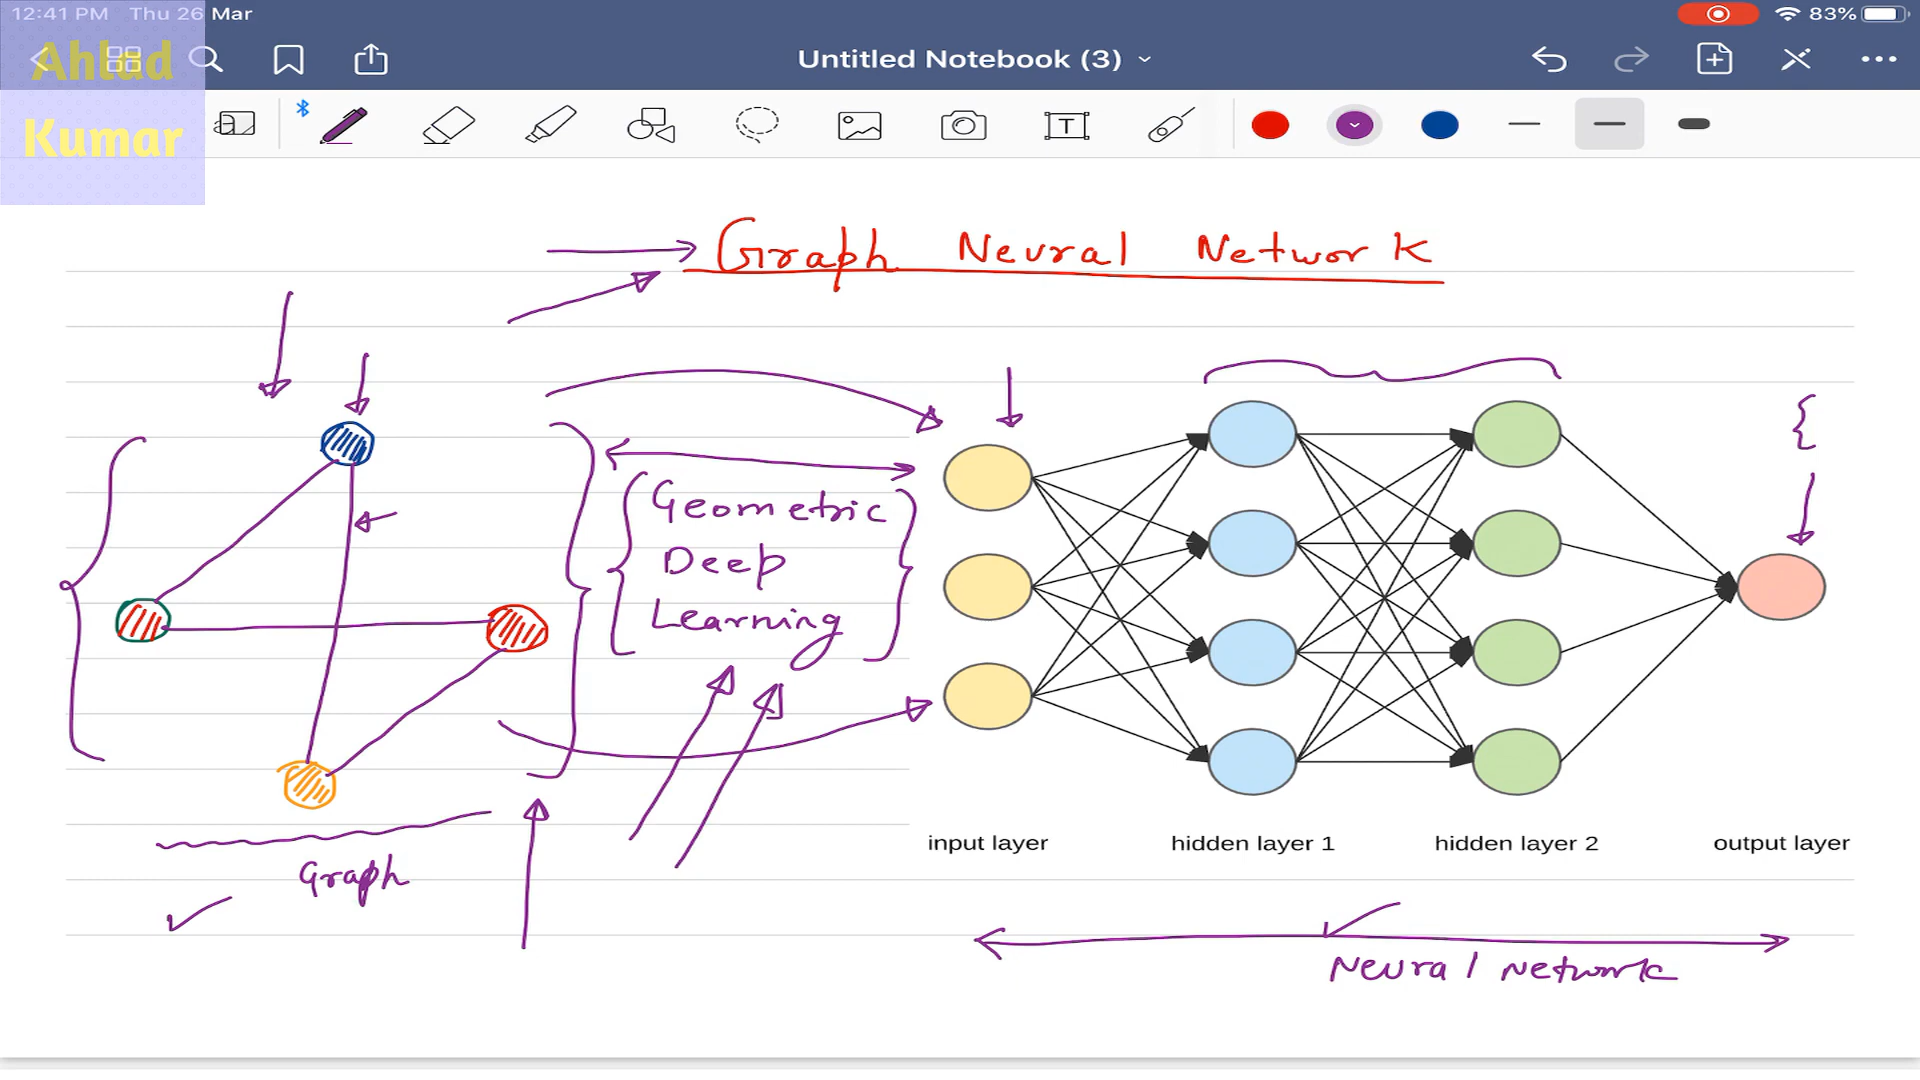 12:41 PM Thu 26 Mar
83%
Ahlad
Kumar
Untitled Notebook (3)
T
Graph Neural Network
Geometric
Deep
Learning
Graph
input layer
hidden layer 1
hidden layer 2
output layer
Neural Network